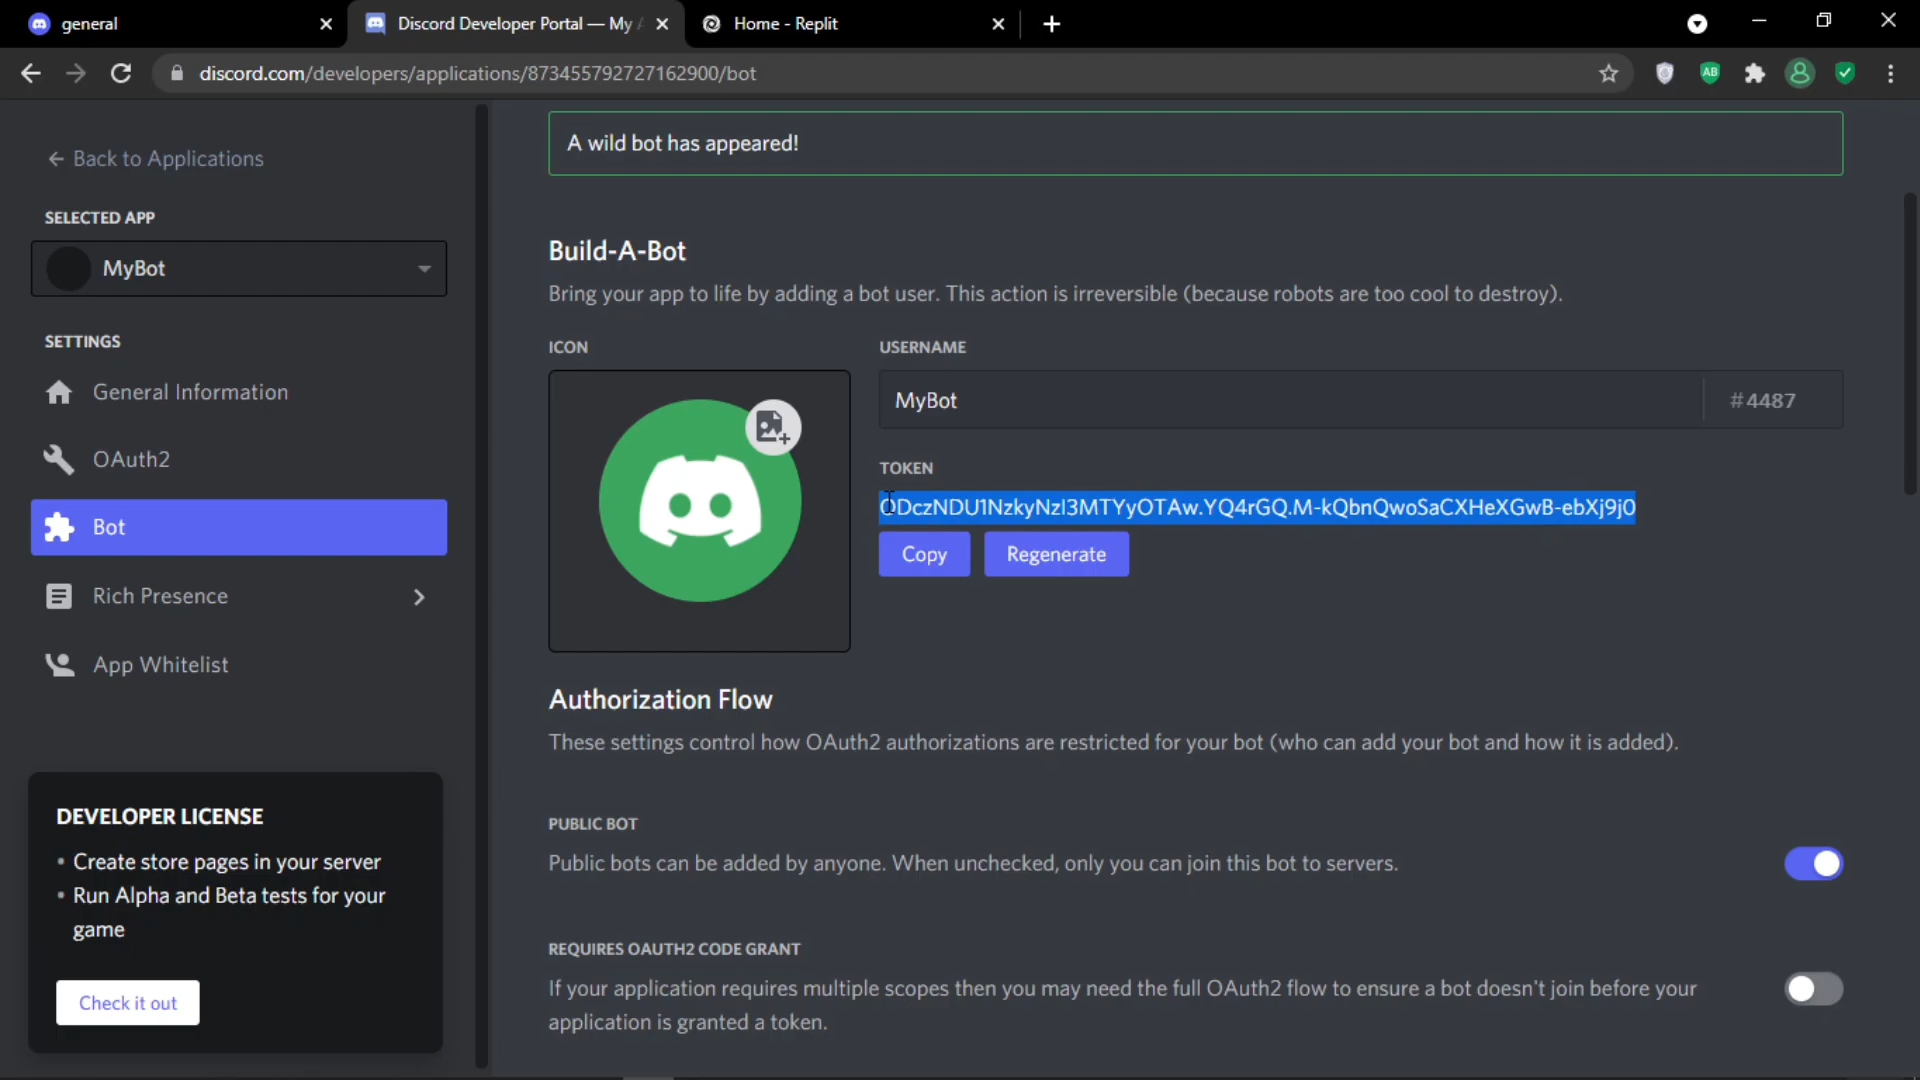 general
Discord Developer Portal — My A
Home - Replit
discord.com/developers/applications/873455792727162900/bot
AB
Back to Applications
SELECTED APP
MyBot
SETTINGS
General Information
OAuth2
Bot
Rich Presence
App Whitelist
DEVELOPER LICENSE
• Create store pages in your server
• Run Alpha and Beta tests for your
game
Check it out
A wild bot has appeared!
Build-A-Bot
Bring your app to life by adding a bot user. This action is irreversible (because robots are too cool to destroy).
ICON
USERNAME
MyBot
#4487
TOKEN
ODczNDU1NzkyNzI3MTYyOTAw.YQ4rGQ.M-kQbnQwoSaCXHeXGwB-ebXj9j0
Copy
Regenerate
Authorization Flow
These settings control how OAuth2 authorizations are restricted for your bot (who can add your bot and how it is added).
PUBLIC BOT
Public bots can be added by anyone. When unchecked, only you can join this bot to servers.
REQUIRES OAUTH2 CODE GRANT
If your application requires multiple scopes then you may need the full OAuth2 flow to ensure a bot doesn't join before your
application is granted a token.